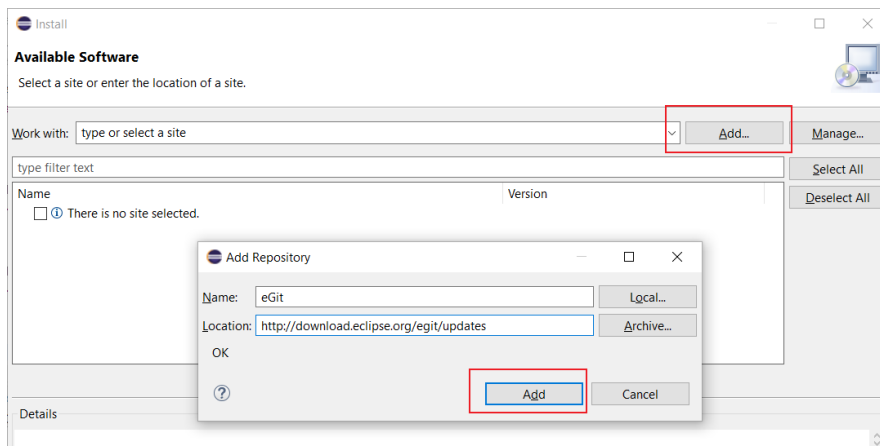 Install
Available Software
Select a site or enter the location of a site.
Work with: type or select a site Add... Manage...
type filter text Select All
Name Version Deselect All
There is no site selected.
Add Repository
Name: eGit Local...
Location: http://download.eclipse.org/egit/updates Archive...
OK
Add Cancel
Details